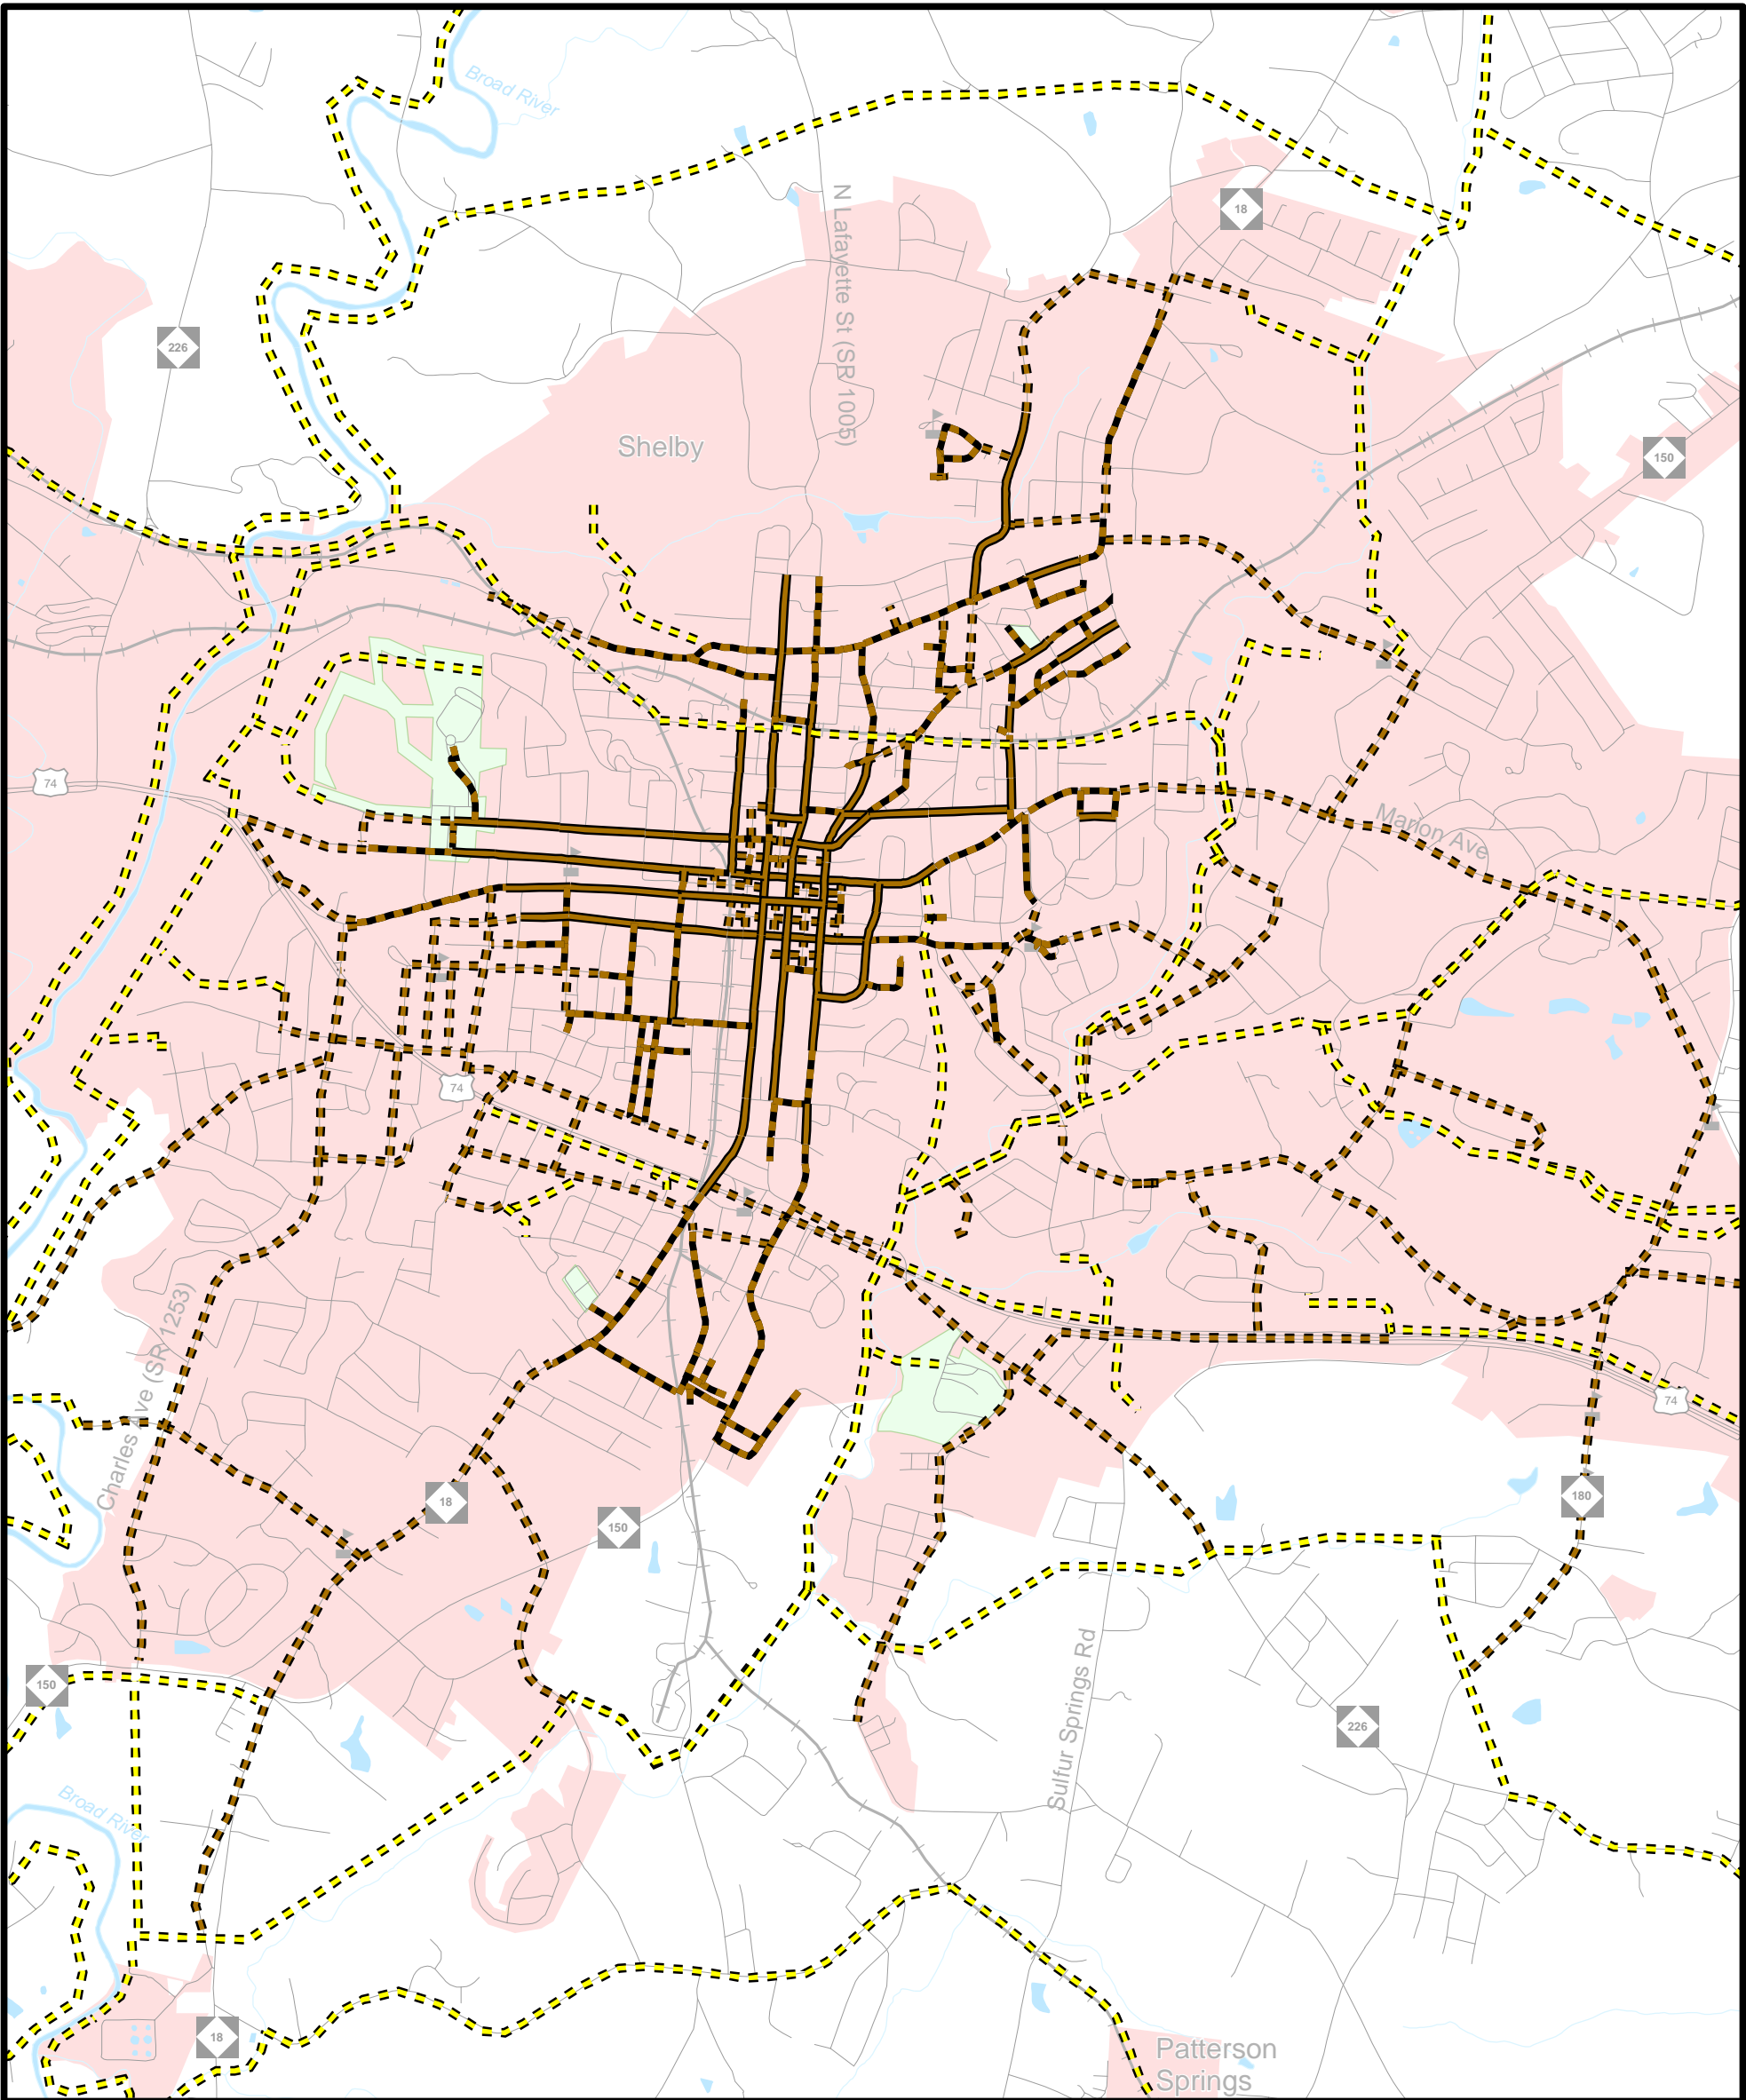 Broad River
18
N Lafayette St (SR 1005)
226
Shelby
150
74
Marion Ave
74
Charles Ave (SR 1253)
74
18
150
180
150
Sulfur Springs Rd
226
Broad River
18
Patterson
Springs